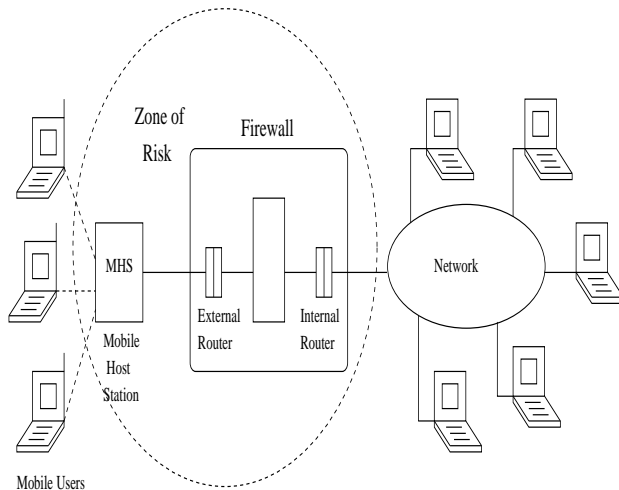 Zone of
Risk
Firewall
MHS
External
Router
Internal
Router
Network
Mobile
Host
Station
Mobile Users